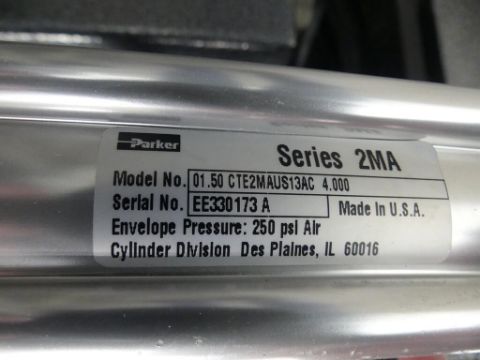 Parker
Series 2MA
Model No. 01.50 CTE2MAUS13AC 4.000
Serial No. EE330173 A
Made in U.S.A.
Envelope Pressure: 250 psi Air
Cylinder Division Des Plaines, IL 60016